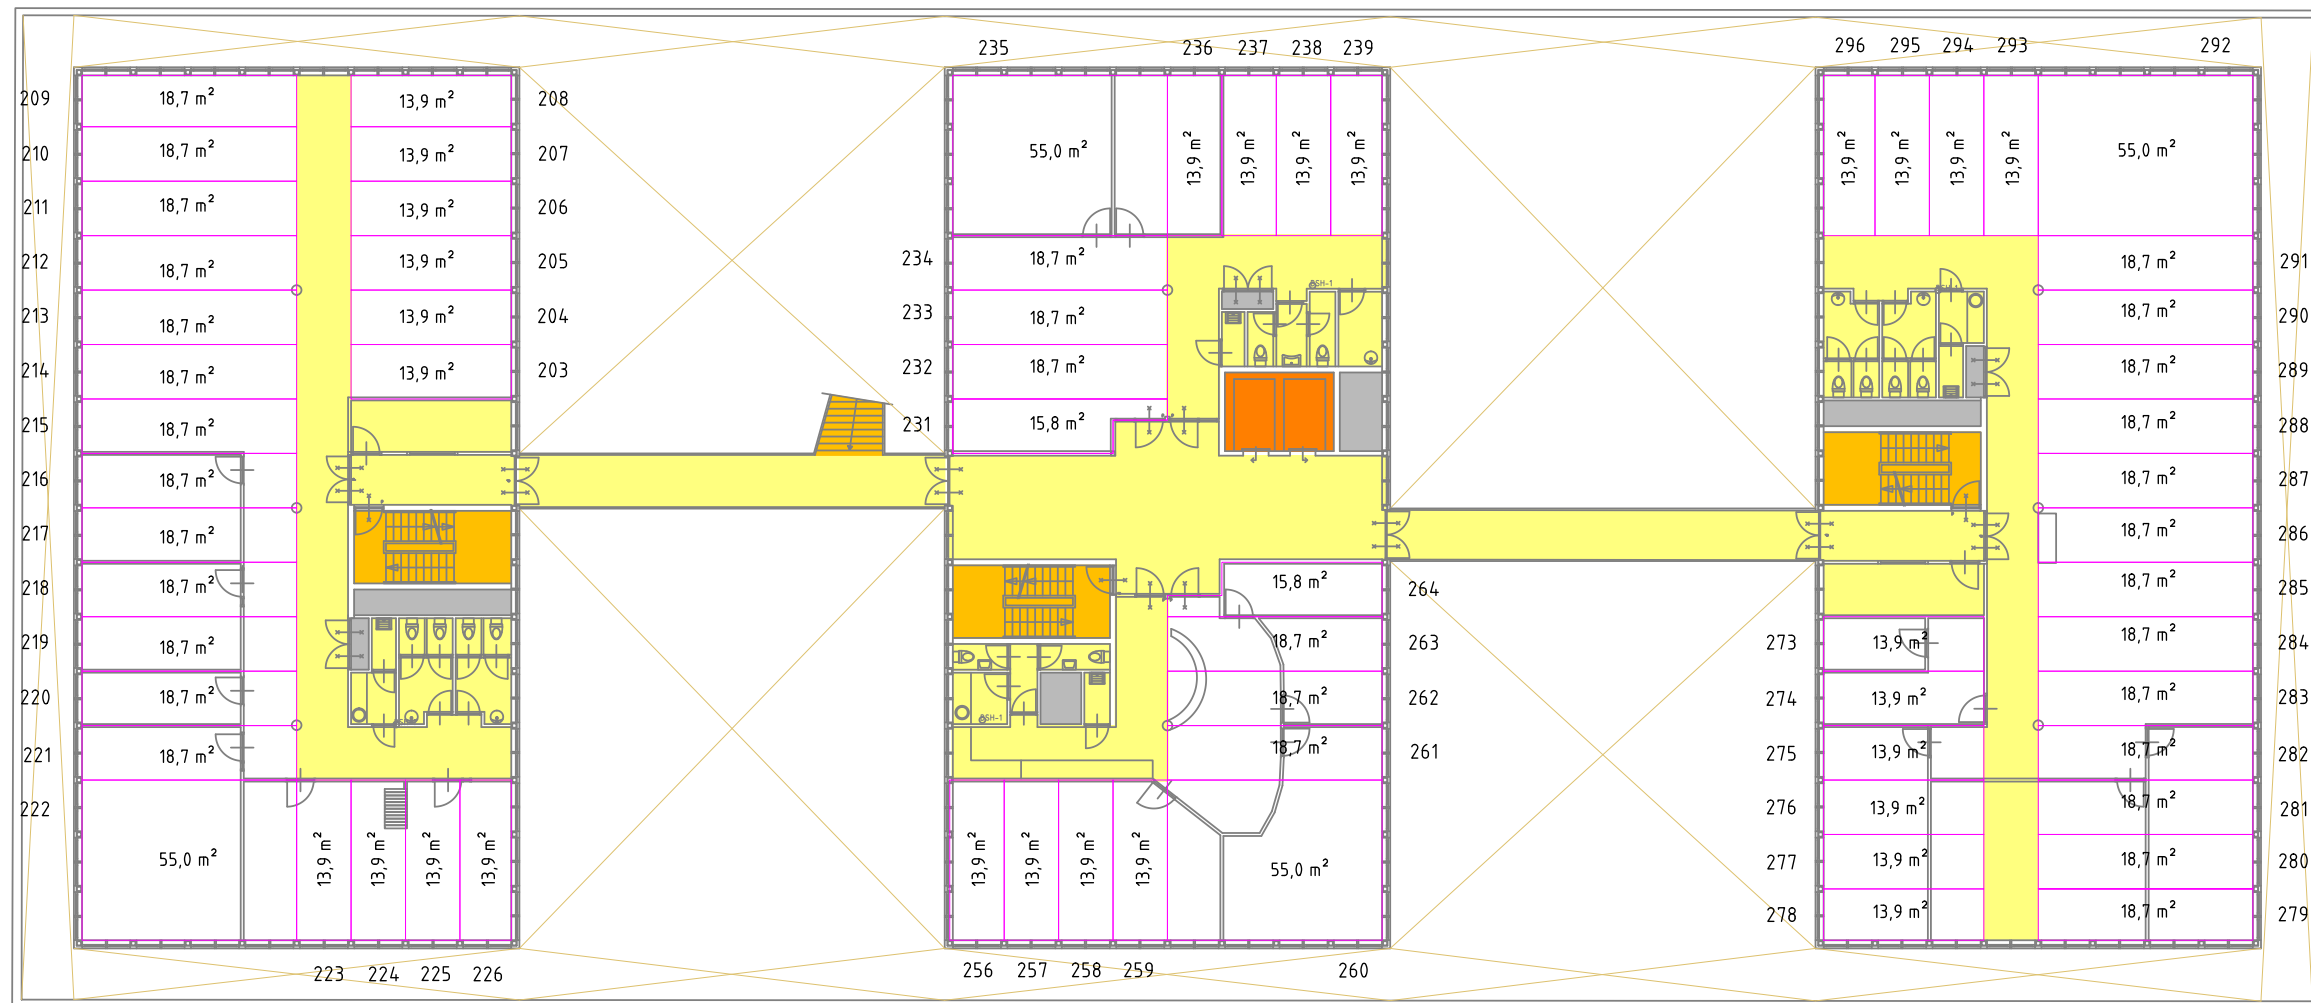 235 236 237 238 239
296 295 294 293 292
209 18,7 m² 13,9 m² 208
210 18,7 m² 13,9 m² 207
211 18,7 m² 13,9 m² 206
212 18,7 m² 13,9 m² 205
213 18,7 m² 13,9 m² 204
214 18,7 m² 13,9 m² 203
215 18,7 m²
216 18,7 m²
217 18,7 m²
218 18,7 m²
219 18,7 m²
220 18,7 m²
221 18,7 m²
222 55,0 m²
13,9 m² 13,9 m² 13,9 m² 13,9 m²
223 224 225 226
55,0 m² 13,9 m² 13,9 m² 13,9 m² 13,9 m²
234 18,7 m²
233 18,7 m²
232 18,7 m²
231 15,8 m²
RSH-1
15,8 m² 264
18,7 m² 263
18,7 m² 262
18,7 m² 261
RSH-1
13,9 m² 13,9 m² 13,9 m² 13,9 m² 55,0 m²
256 257 258 259 260
13,9 m² 13,9 m² 13,9 m² 13,9 m² 55,0 m²
18,7 m² 291
18,7 m² 290
18,7 m² 289
18,7 m² 288
18,7 m² 287
18,7 m² 286
18,7 m² 285
273 13,9 m² 18,7 m² 284
274 13,9 m² 18,7 m² 283
275 13,9 m² 18,7 m² 282
276 13,9 m² 18,7 m² 281
277 13,9 m² 18,7 m² 280
278 13,9 m² 18,7 m² 279